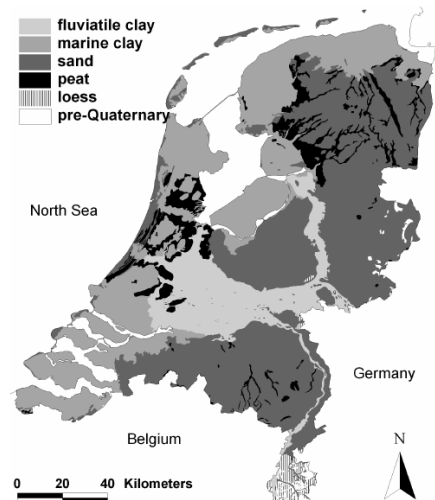 fluviatile clay
marine clay
sand
peat
loess
pre-Quaternary
North Sea
Germany
Belgium
N
0 20 40 Kilometers